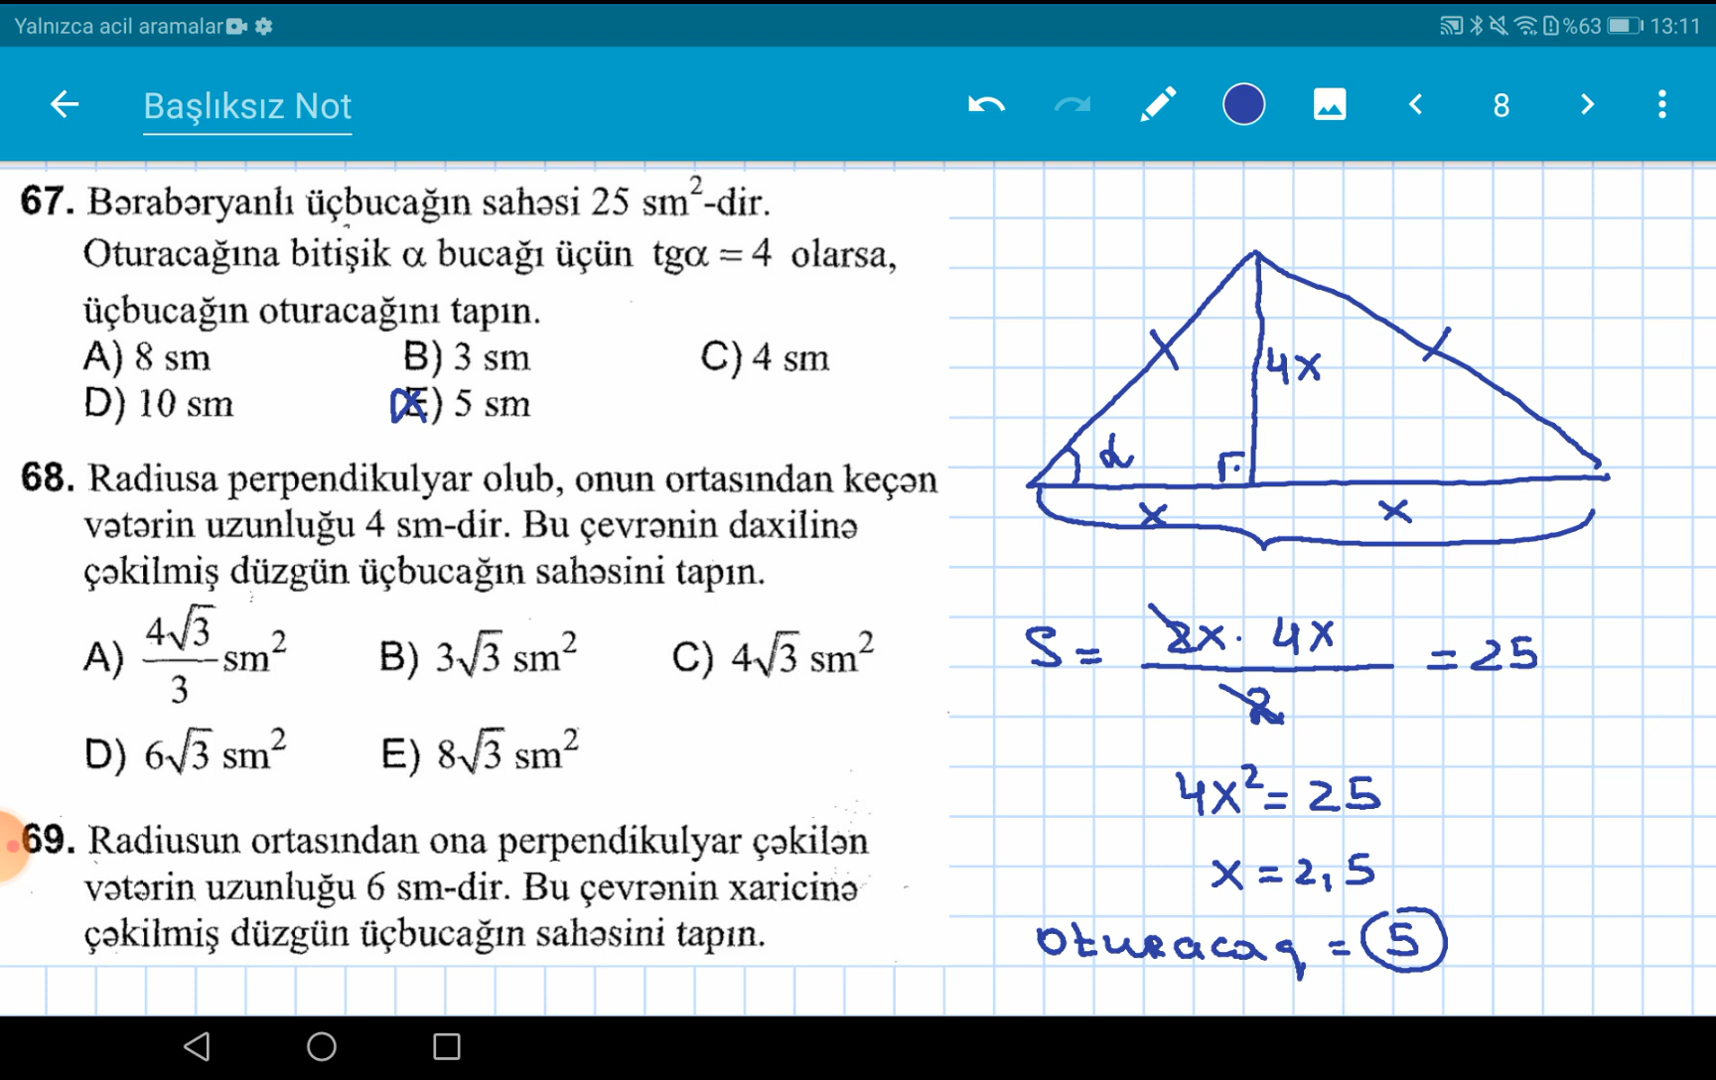 Yalnızca acil aramalar
%63 13:11
Başlıksız Not
8
67. Bərabəryanlı üçbucağın sahəsi 25 sm²-dir.
Oturacağına bitişik α bucağı üçün tgα = 4 olarsa,
üçbucağın oturacağını tapın.
A) 8 sm B) 3 sm C) 4 sm
D) 10 sm E) 5 sm
68. Radiusa perpendikulyar olub, onun ortasından keçən
vətərin uzunluğu 4 sm-dir. Bu çevrənin daxilinə
çəkilmiş düzgün üçbucağın sahəsini tapın.
A) 4√3/3 sm² B) 3√3 sm² C) 4√3 sm²
D) 6√3 sm² E) 8√3 sm²
69. Radiusun ortasından ona perpendikulyar çəkilən
vətərin uzunluğu 6 sm-dir. Bu çevrənin xaricinə
çəkilmiş düzgün üçbucağın sahəsini tapın.
4x
α
x x
S = 2x · 4x / 2 = 25
4x² = 25
x = 2,5
oturacaq = 5